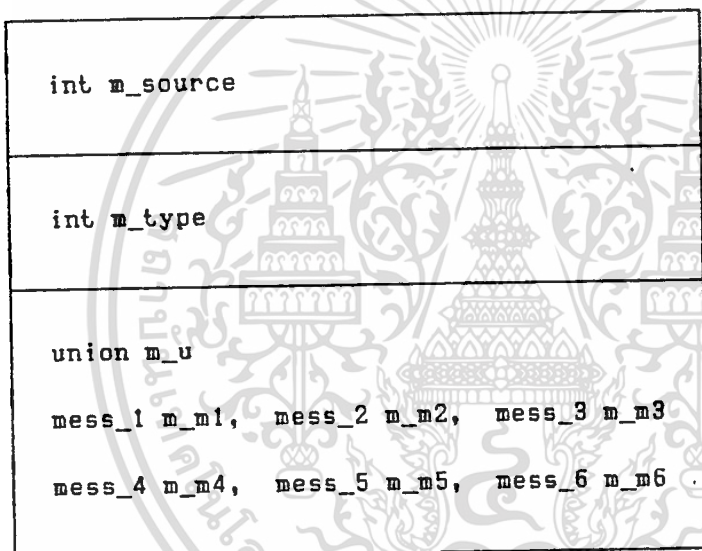 int m_source
int m_type
union m_u
mess_1 m_m1, mess_2 m_m2, mess_3 m_m3
mess_4 m_m4, mess_5 m_m5, mess_6 m_m6